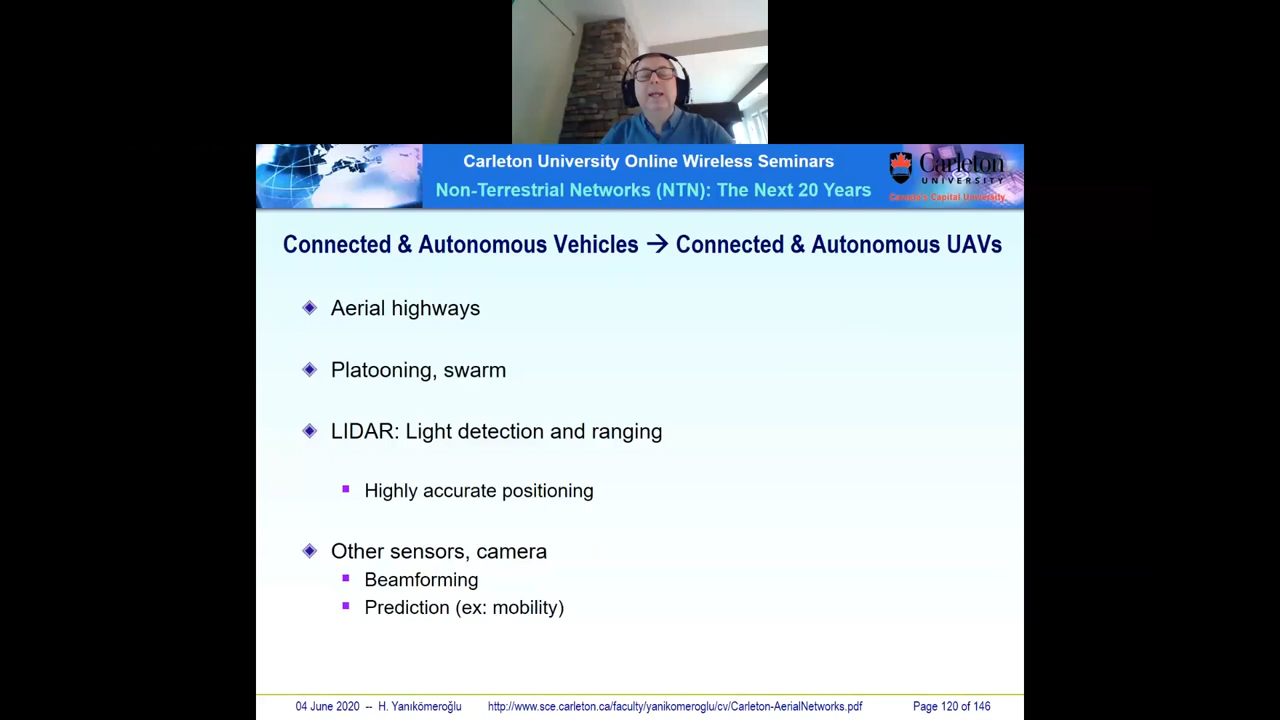 Carleton University Online Wireless Seminars
Non-Terrestrial Networks (NTN): The Next 20 Years
Carleton
UNIVERSITY
Canada's Capital University
Connected & Autonomous Vehicles → Connected & Autonomous UAVs
Aerial highways
Platooning, swarm
LIDAR: Light detection and ranging
Highly accurate positioning
Other sensors, camera
Beamforming
Prediction (ex: mobility)
04 June 2020 -- H. Yanıkömeroğlu http://www.sce.carleton.ca/faculty/yanikomeroglu/cv/Carleton-AerialNetworks.pdf Page 120 of 146